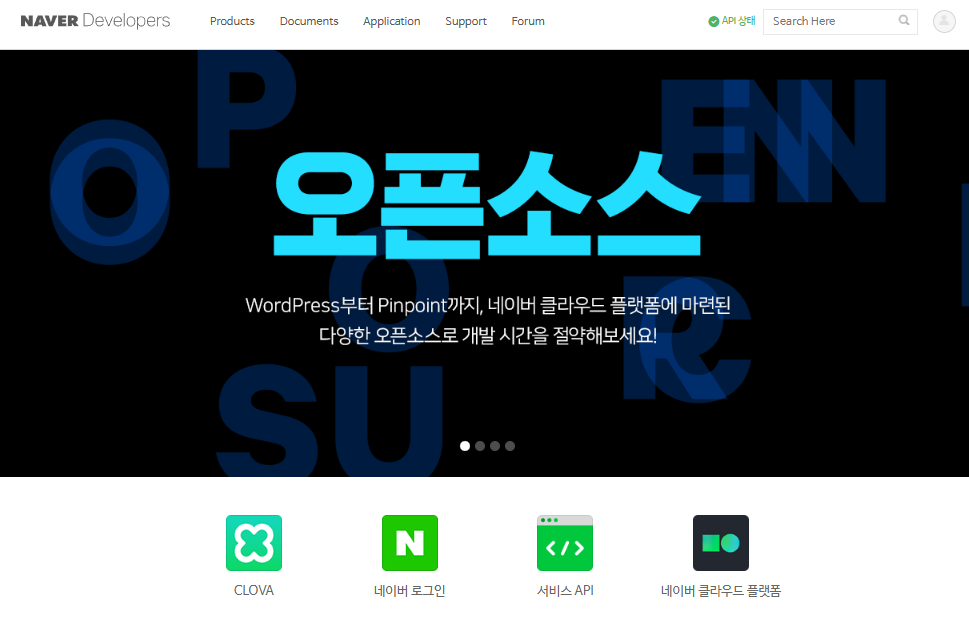 NAVER Developers
Products Documents Application Support Forum
API 상태
Search Here
OPEN
SOURC
오픈소스
WordPress부터 Pinpoint까지, 네이버 클라우드 플랫폼에 마련된
다양한 오픈소스로 개발 시간을 절약해보세요!
CLOVA
네이버 로그인
서비스 API
네이버 클라우드 플랫폼